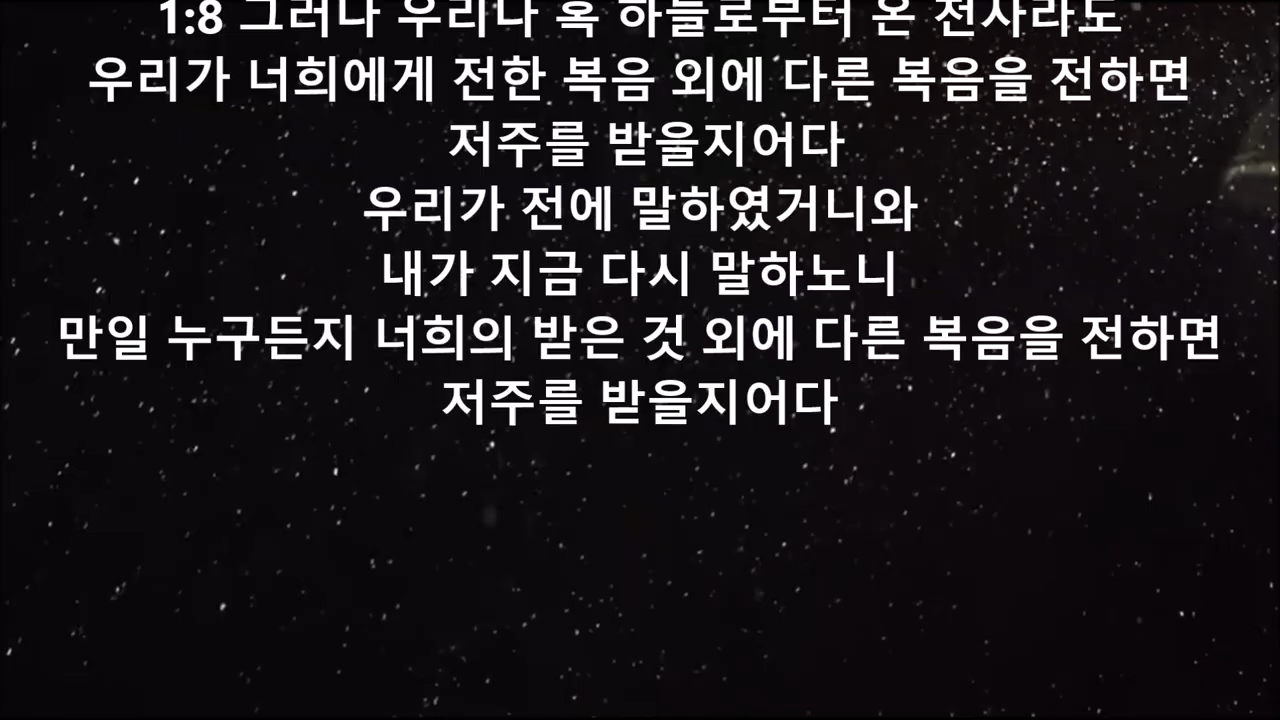 1:8 그러나 우리나 혹 하늘로부터 온 천사라도
우리가 너희에게 전한 복음 외에 다른 복음을 전하면
저주를 받울지어다
우리가 전에 말하였거니와
내가 지금 다시 말하노니
만일 누구든지 너희의 받은 것 외에 다른 복음을 전하면
저주를 받을지어다